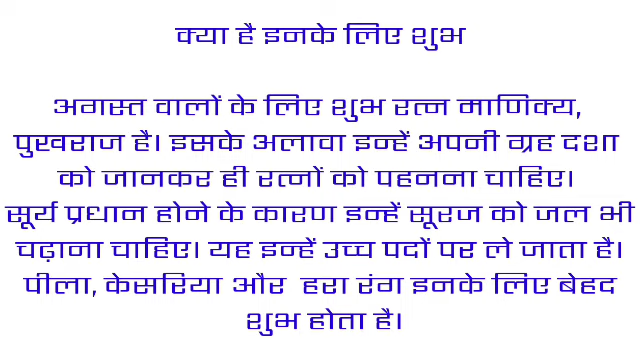 क्या है इनके लिए शुभ
अगस्त वालों के लिए शुभ रत्न माणिक्य,
पुखराज है। इसके अलावा इन्हें अपनी ग्रह दशा
को जानकर ही रत्नों को पहनना चाहिए।
सूर्य प्रधान होने के कारण इन्हें सूरज को जल भी
चढ़ाना चाहिए। यह इन्हें उच्च पदों पर ले जाता है।
पीला, केसरिया और हरा रंग इनके लिए बेहद
शुभ होता है।